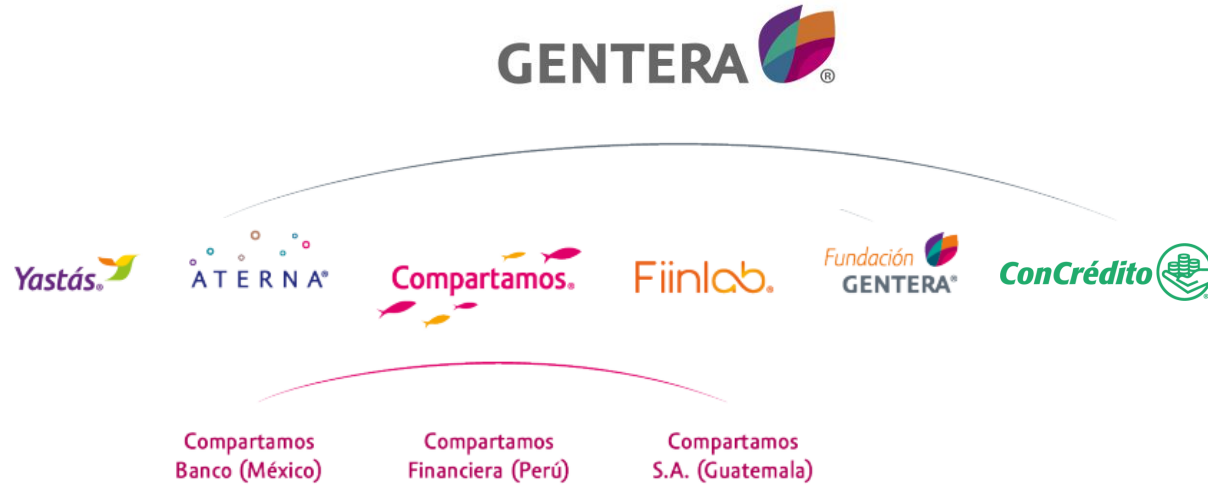 GENTERA®
Yastás®
ATERNA®
Compartamos®
Fiinlab®
Fundación
GENTERA®
ConCrédito®
Compartamos
Banco (México)
Compartamos
Financiera (Perú)
Compartamos
S.A. (Guatemala)